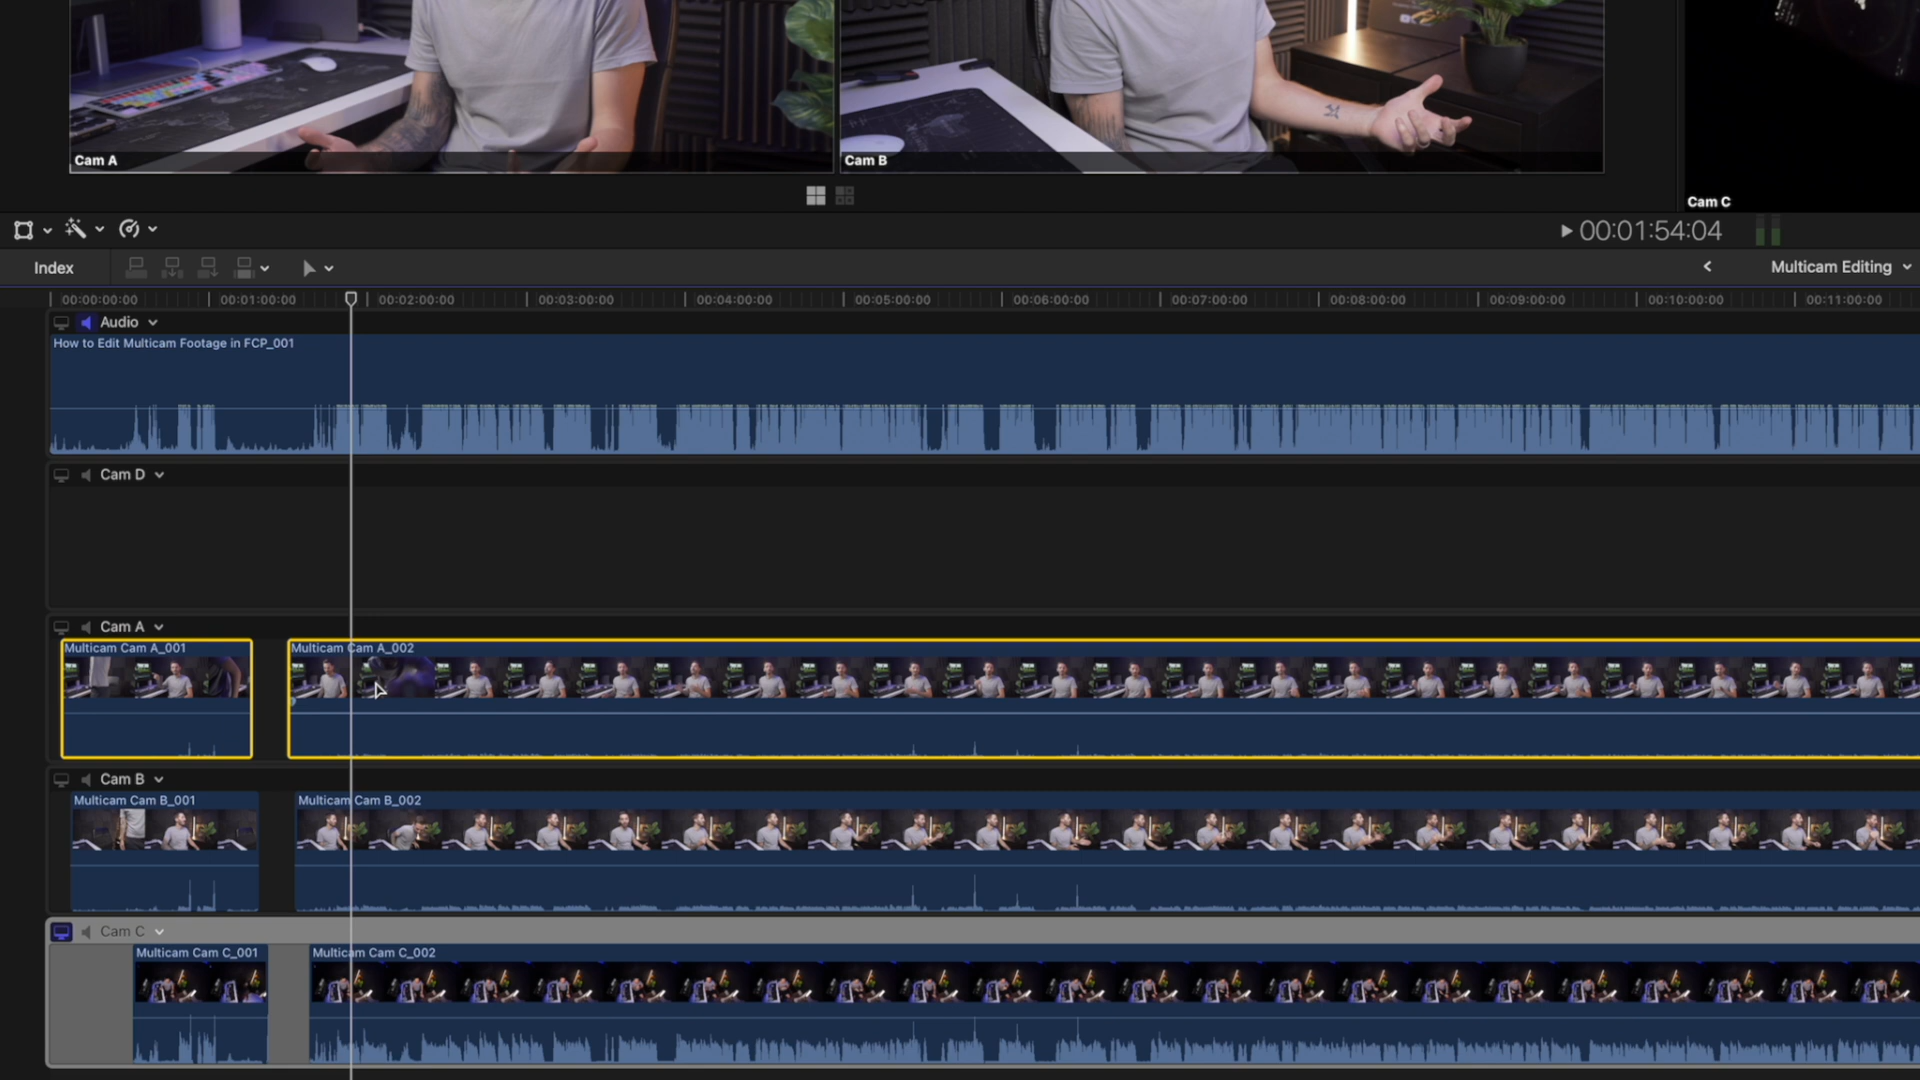 Cam A
Cam B
Cam C
00:01:54:04
Index
Multicam Editing
00:00:00:00 00:01:00:00 00:02:00:00 00:03:00:00 00:04:00:00 00:05:00:00 00:06:00:00 00:07:00:00 00:08:00:00 00:09:00:00 00:10:00:00 00:11:00:00
Audio
How to Edit Multicam Footage in FCP_001
Cam D
Cam A
Multicam Cam A_001 Multicam Cam A_002
Cam B
Multicam Cam B_001 Multicam Cam B_002
Cam C
Multicam Cam C_001 Multicam Cam C_002